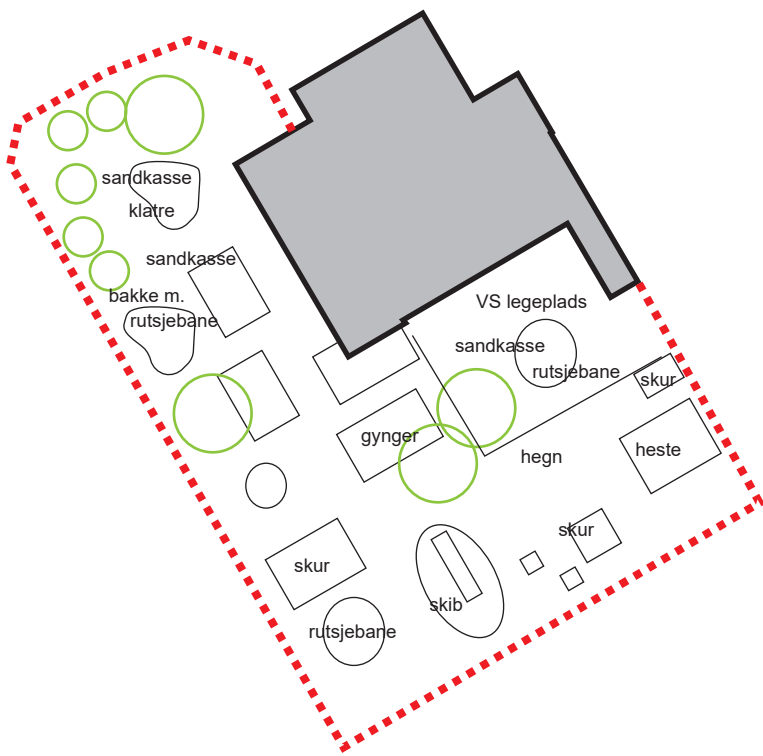 sandkasse
klatre
sandkasse
bakke m.
rutsjebane
VS legeplads
sandkasse
rutsjebane
skur
gynger
hegn
heste
skur
skur
skib
rutsjebane